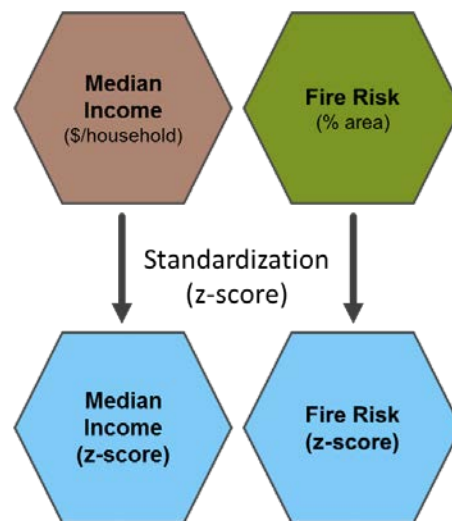 Median
Income
($/household)
Fire Risk
(% area)
Standardization
(z-score)
Median
Income
(z-score)
Fire Risk
(z-score)